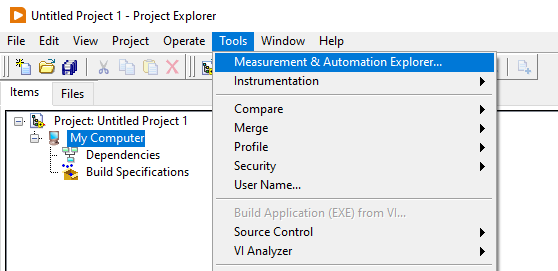 Untitled Project 1 - Project Explorer
File Edit View Project Operate Tools Window Help
Items Files
Project: Untitled Project 1
My Computer
Dependencies
Build Specifications
Measurement & Automation Explorer...
Instrumentation
Compare
Merge
Profile
Security
User Name...
Build Application (EXE) from VI...
Source Control
VI Analyzer